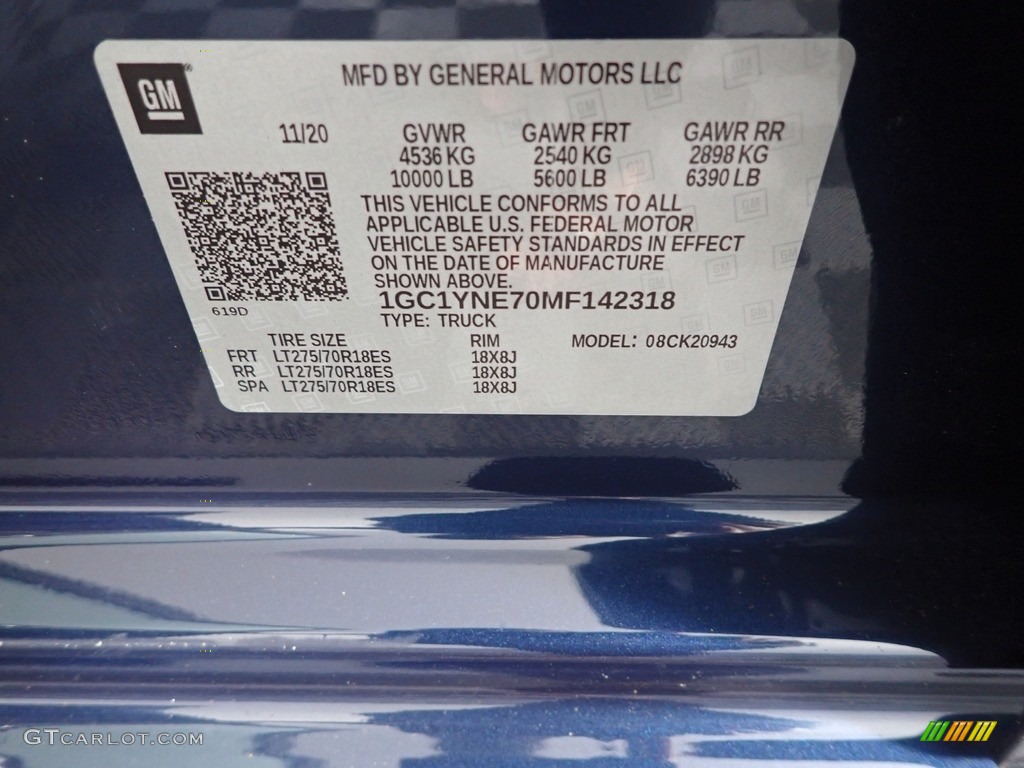 MFD BY GENERAL MOTORS LLC
GM®
11/20 GVWR GAWR FRT GAWR RR
4536 KG 2540 KG 2898 KG
10000 LB 5600 LB 6390 LB
THIS VEHICLE CONFORMS TO ALL
APPLICABLE U.S. FEDERAL MOTOR
VEHICLE SAFETY STANDARDS IN EFFECT
ON THE DATE OF MANUFACTURE
SHOWN ABOVE.
1GC1YNE70MF142318
619D
TYPE: TRUCK
TIRE SIZE RIM MODEL: 08CK20943
FRT LT275/70R18ES 18X8J
RR LT275/70R18ES 18X8J
SPA LT275/70R18ES 18X8J
GTCARLOT.COM